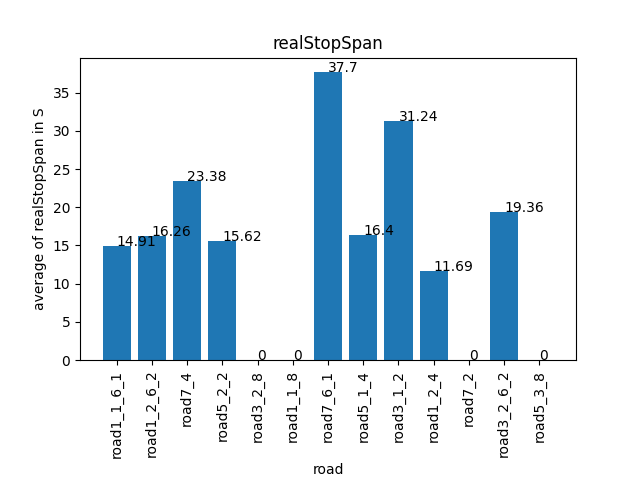 realStopSpan
average of realStopSpan in S
35
30
25
20
15
10
5
0
14.91
16.26
23.38
15.62
0
0
37.7
16.4
31.24
11.69
0
19.36
0
road1_1_6_1
road1_2_6_2
road7_4
road5_2_2
road3_2_8
road1_1_8
road7_6_1
road5_1_4
road3_1_2
road1_2_4
road7_2
road3_2_6_2
road5_3_8
road